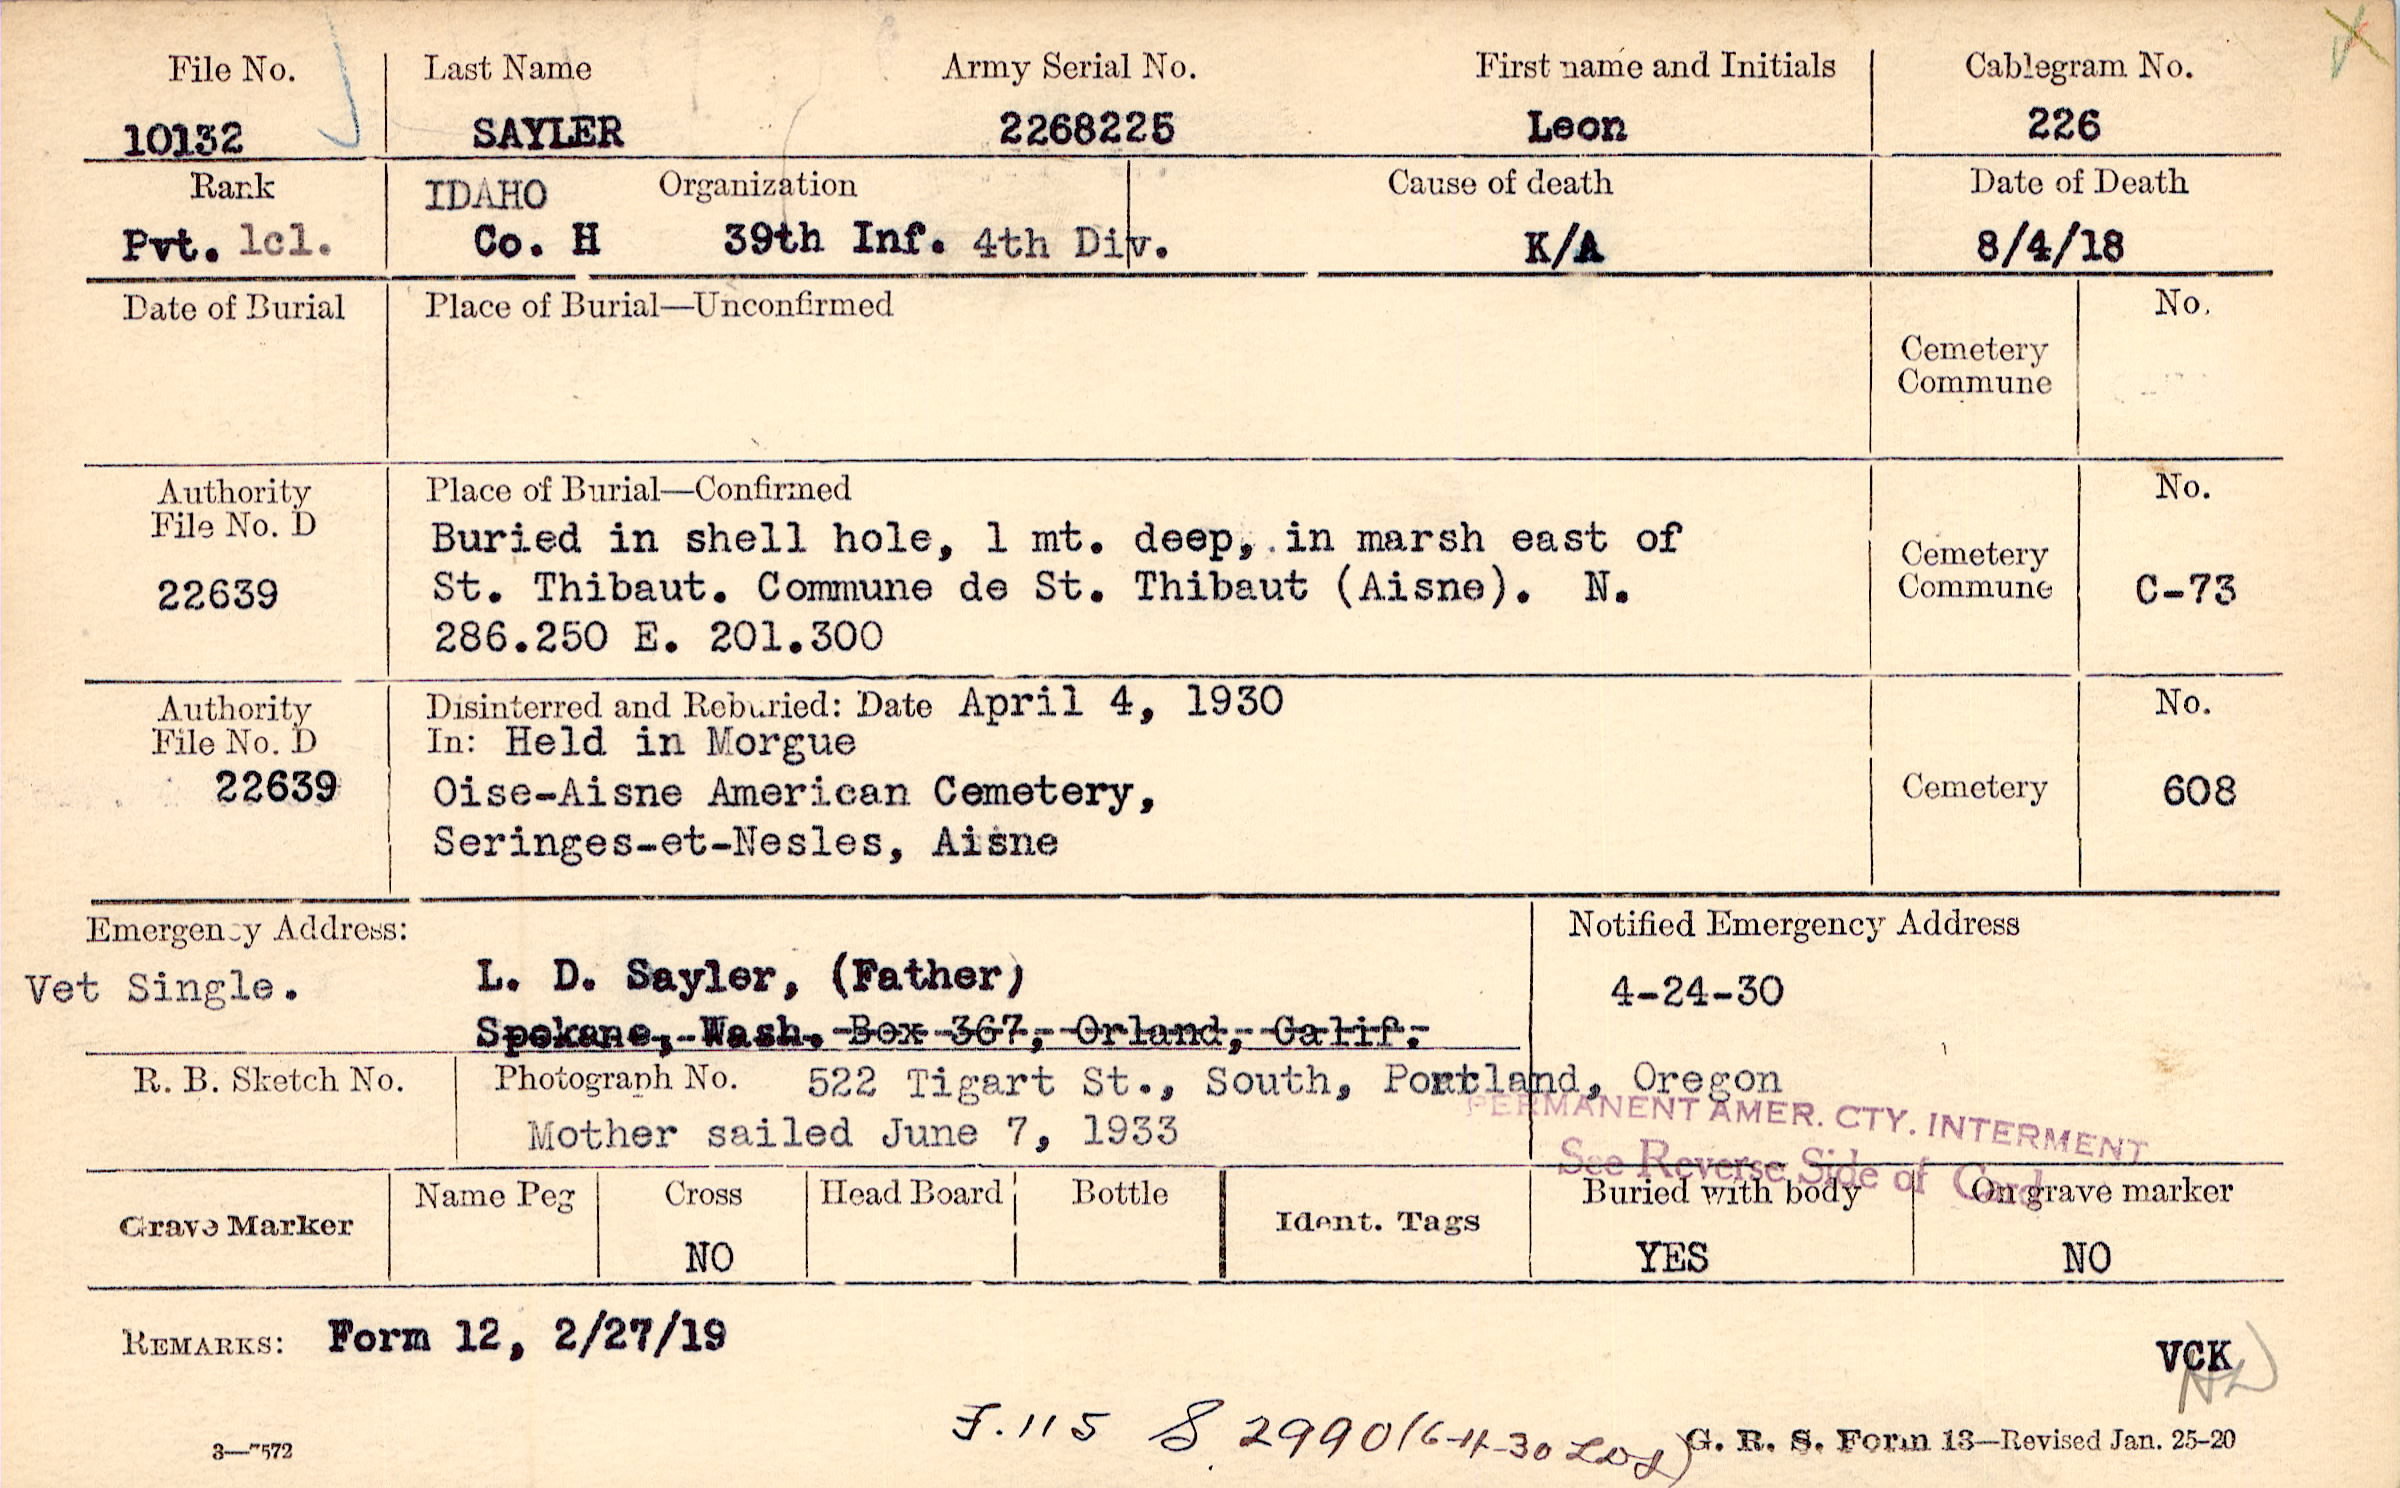 File No. Last Name Army Serial No. First name and Initials Cablegram No.
10132 SAYLER 2268225 Leon 226
Rank IDAHO Organization Cause of death Date of Death
Pvt. 1cl. Co. H 39th Inf. 4th Div. K/A 8/4/18
Date of Burial Place of Burial—Unconfirmed No.
Cemetery
Commune
Authority Place of Burial—Confirmed No.
File No. D
22639
Buried in shell hole, 1 mt. deep, in marsh east of
St. Thibaut. Commune de St. Thibaut (Aisne). N.
286.250 E. 201.300
Cemetery
Commune C-73
Authority Disinterred and Reburied: Date April 4, 1930 No.
File No. D In: Held in Morgue
22639 Oise-Aisne American Cemetery, Cemetery 608
Seringes-et-Nesles, Aisne
Emergency Address: Notified Emergency Address
Vet Single. L. D. Sayler, (Father) 4-24-30
Spokane, Wash. Box 367, Orland, Calif.
R. B. Sketch No. Photograph No. 522 Tigart St., South, Portland, Oregon
PERMANENT AMER. CTY. INTERMENT
Mother sailed June 7, 1933
See Reverse Side of Card
Grave Marker Name Peg Cross Head Board Bottle Ident. Tags Buried with body On grave marker
NO YES NO
REMARKS: Form 12, 2/27/19 VCK
F. 115 S 2990 (6-4-30
3—7572 G. R. S. Form 13—Revised Jan. 25-20